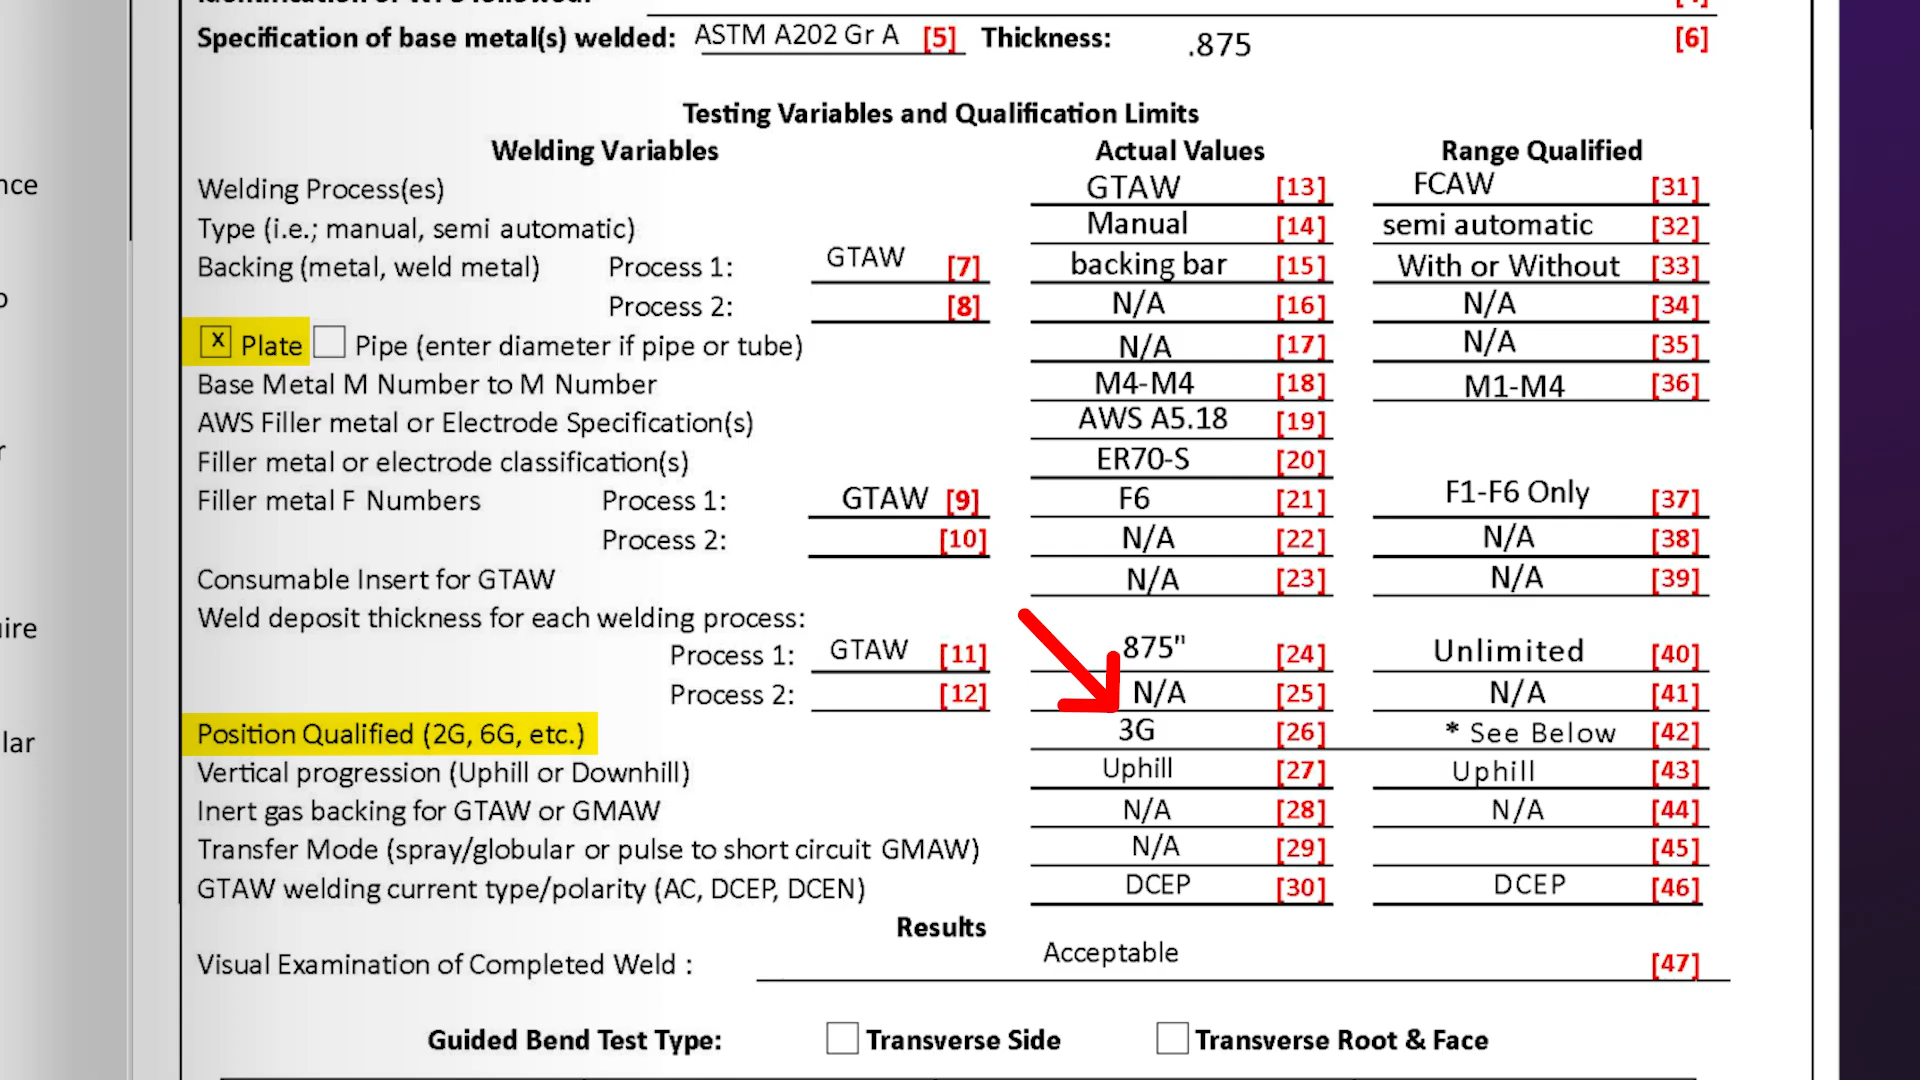 Specification of base metal(s) welded: ASTM A202 Gr A [5] Thickness: .875 [6]
Testing Variables and Qualification Limits
Welding Variables Actual Values Range Qualified
Welding Process(es) GTAW [13] FCAW [31]
Type (i.e.; manual, semi automatic) Manual [14] semi automatic [32]
Backing (metal, weld metal) Process 1: GTAW [7] backing bar [15] With or Without [33]
Process 2: [8] N/A [16] N/A [34]
x Plate Pipe (enter diameter if pipe or tube) N/A [17] N/A [35]
Base Metal M Number to M Number M4-M4 [18] M1-M4 [36]
AWS Filler metal or Electrode Specification(s) AWS A5.18 [19]
Filler metal or electrode classification(s) ER70-S [20]
Filler metal F Numbers Process 1: GTAW [9] F6 [21] F1-F6 Only [37]
Process 2: [10] N/A [22] N/A [38]
Consumable Insert for GTAW N/A [23] N/A [39]
Weld deposit thickness for each welding process:
Process 1: GTAW [11] 875" [24] Unlimited [40]
Process 2: [12] N/A [25] N/A [41]
Position Qualified (2G, 6G, etc.) 3G [26] * See Below [42]
Vertical progression (Uphill or Downhill) Uphill [27] Uphill [43]
Inert gas backing for GTAW or GMAW N/A [28] N/A [44]
Transfer Mode (spray/globular or pulse to short circuit GMAW) N/A [29] [45]
GTAW welding current type/polarity (AC, DCEP, DCEN) DCEP [30] DCEP [46]
Results
Visual Examination of Completed Weld : Acceptable [47]
Guided Bend Test Type: Transverse Side Transverse Root & Face